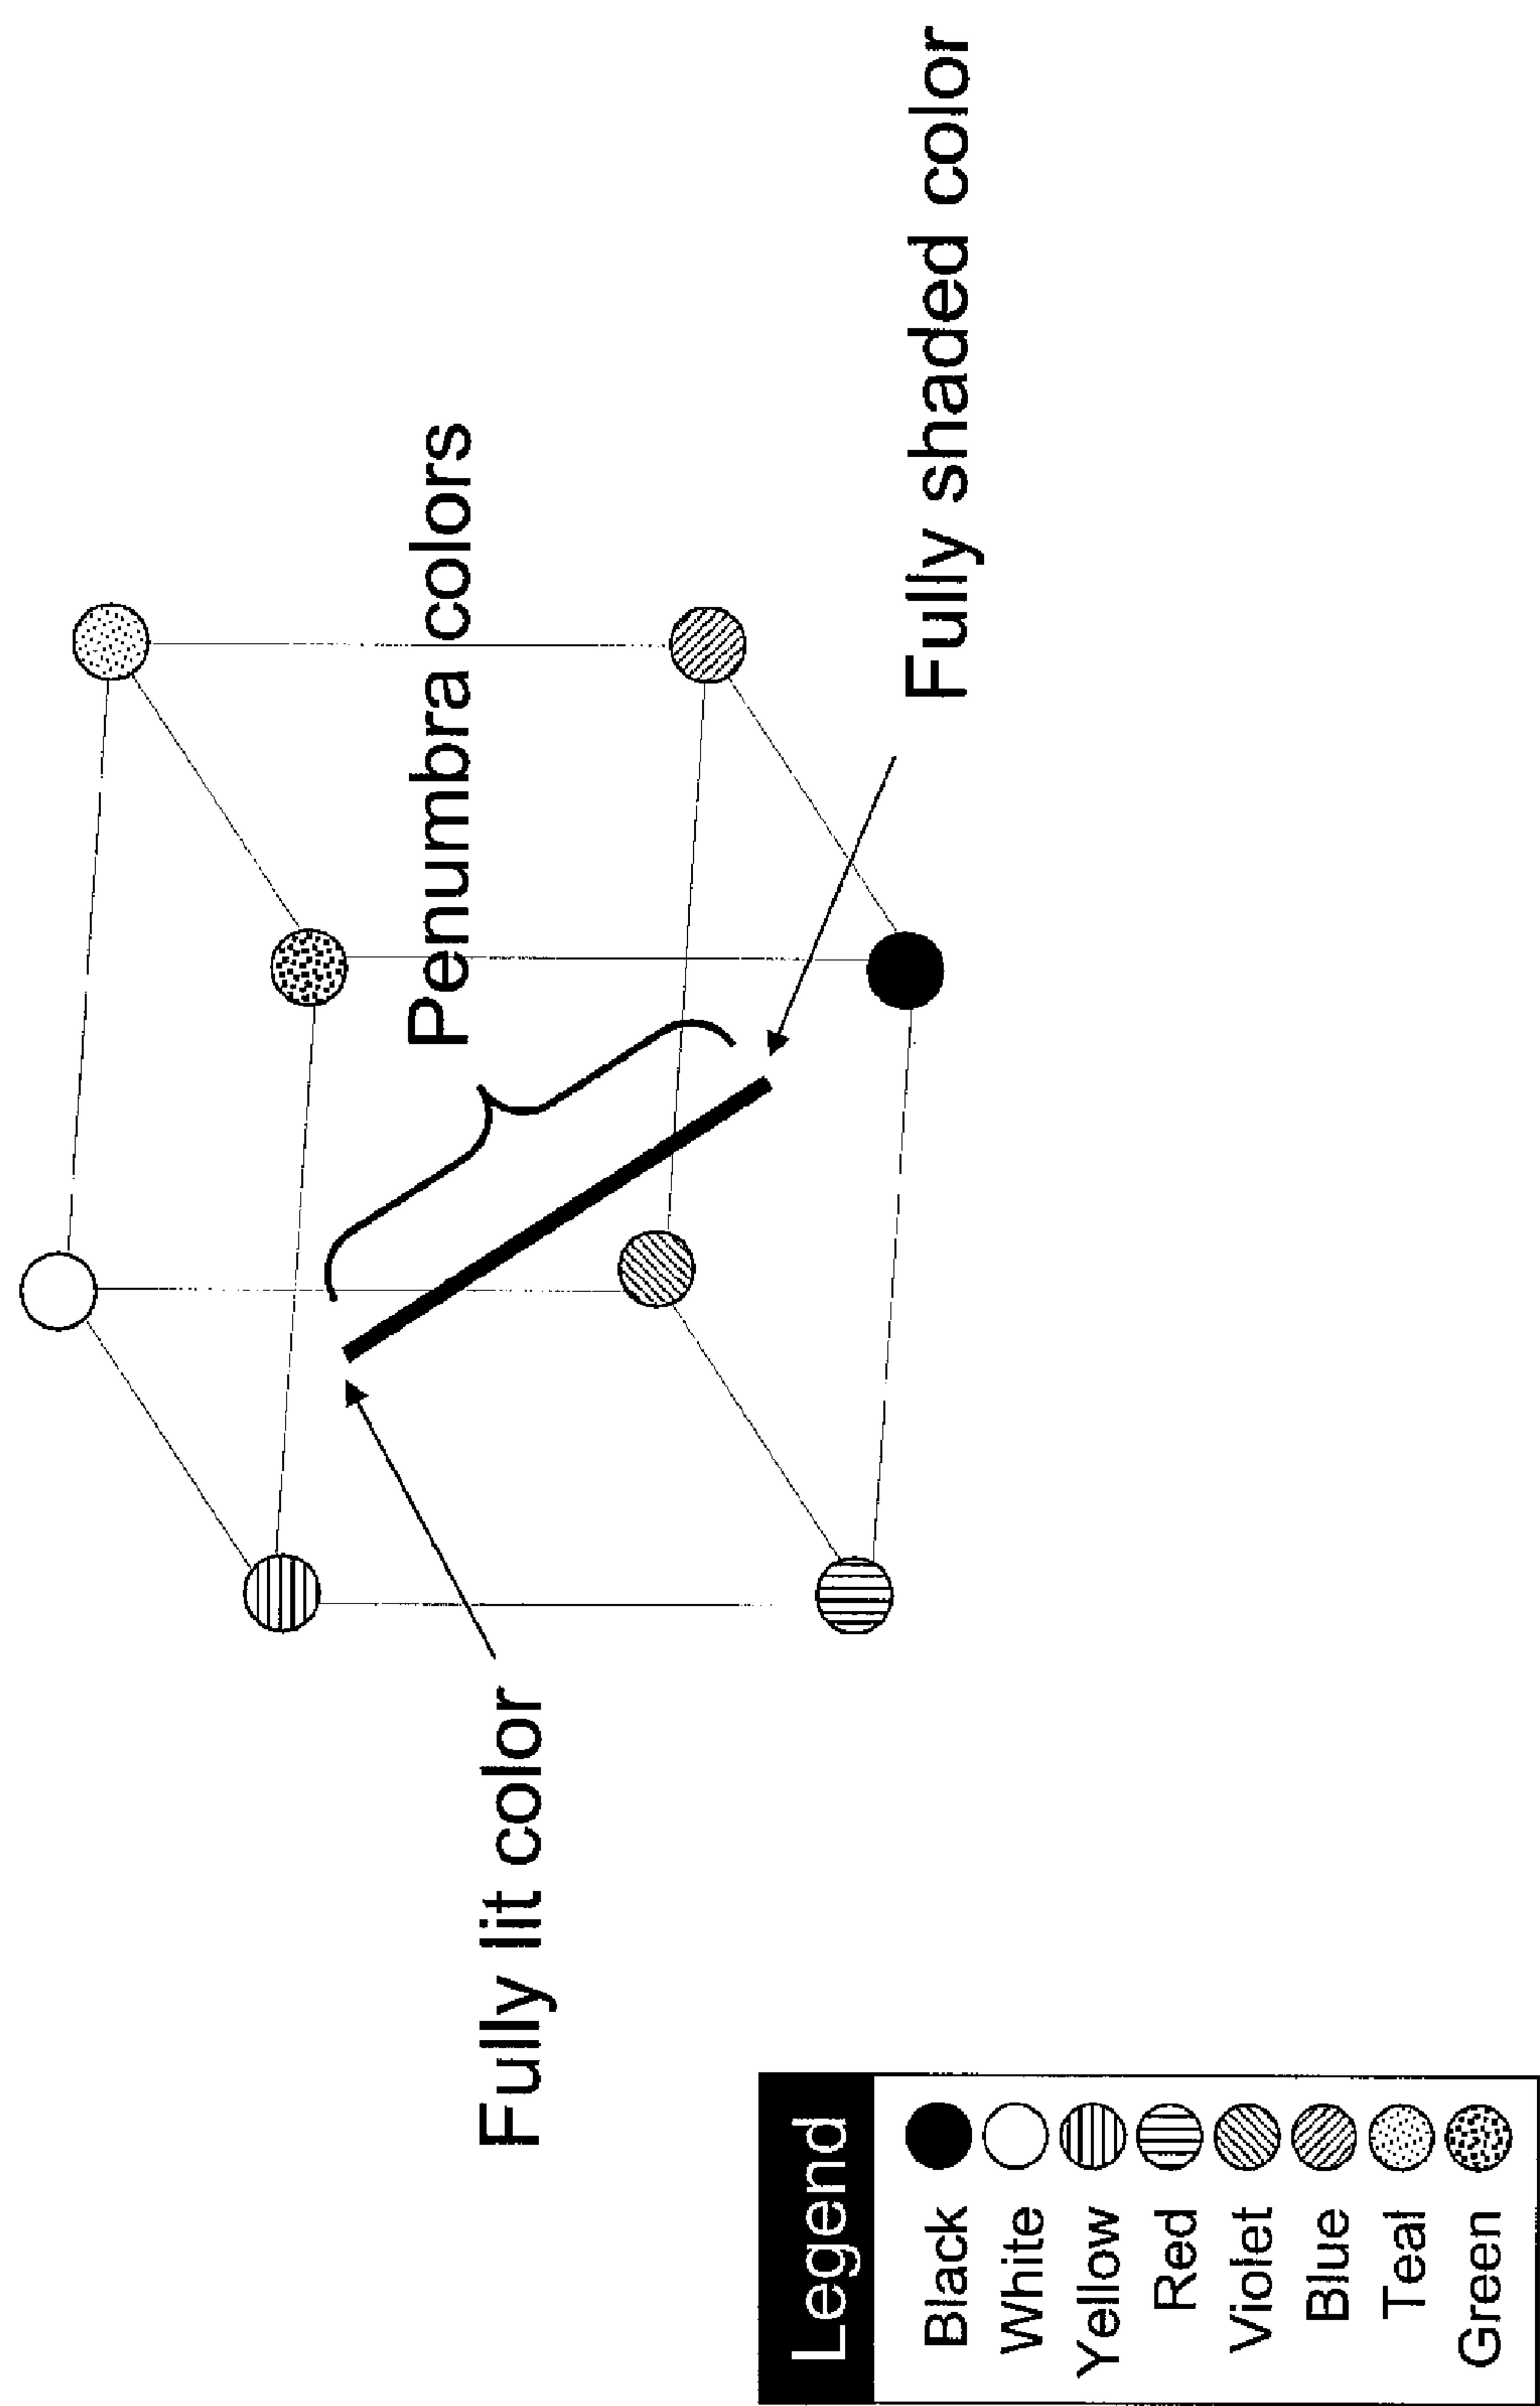 Penumbra colors
Fully lit color
Fully shaded color
Legend
Black
White
Yellow
Red
Violet
Blue
Teal
Green